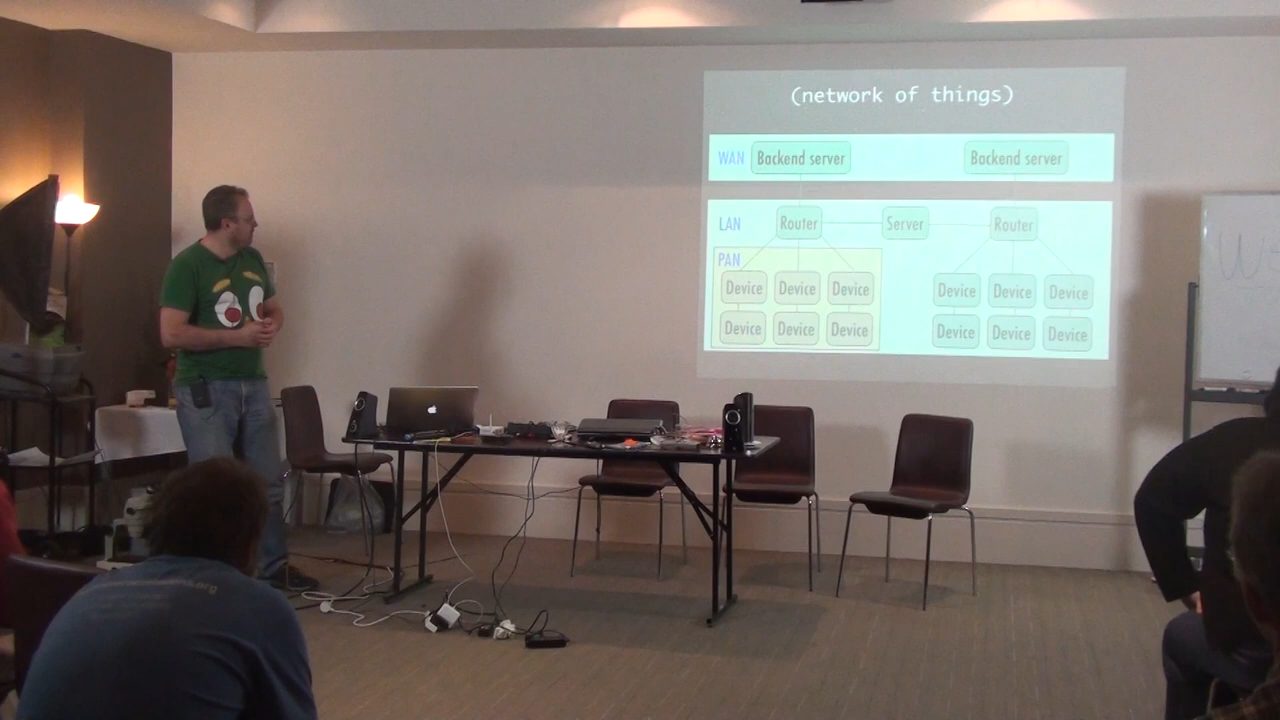 (network of things)
WAN Backend server Backend server
LAN Router Server Router
PAN
Device Device Device Device Device Device
Device Device Device Device Device Device